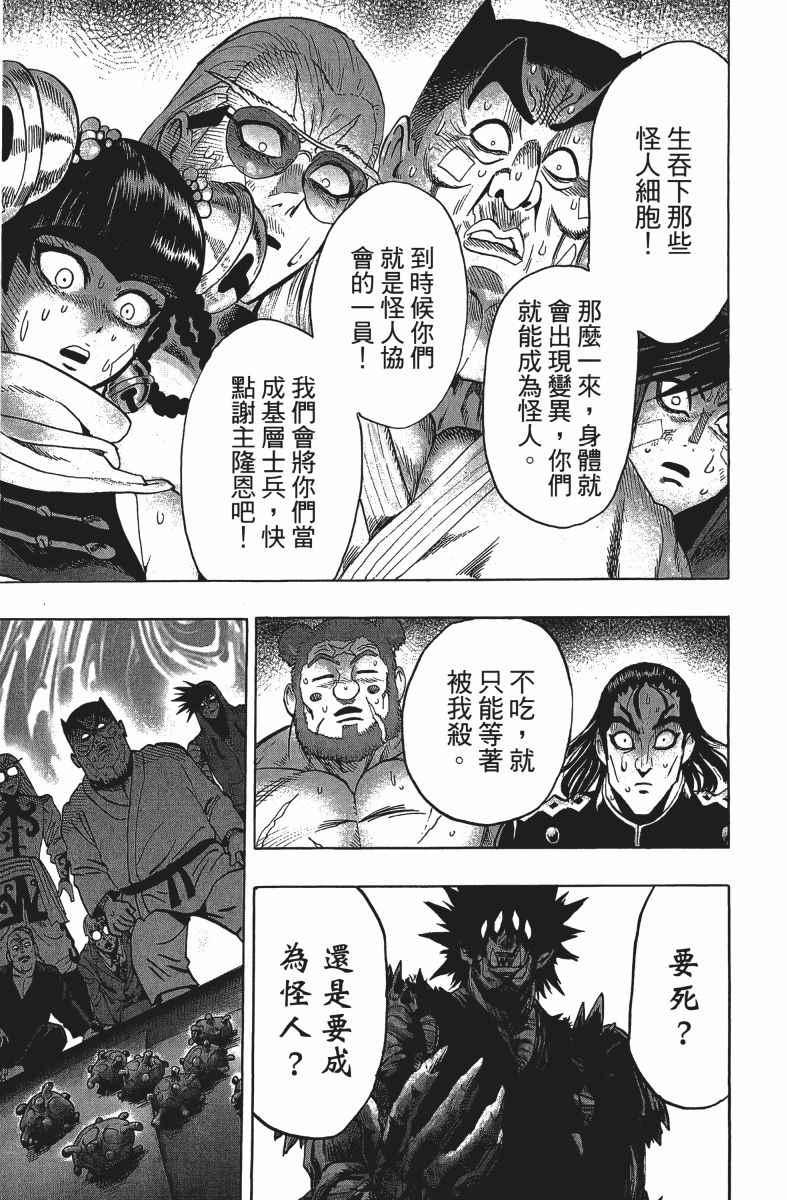 生吞下那些
怪人細胞！
那麼一來，身體就
會出現變異，你們
就能成為怪人。
到時候你們
就是怪人協
會的一員！
我們會將你們當
成基層士兵，快
點謝主隆恩吧！
不吃，就
只能等著
被我殺。
要死？
還是要成
為怪人？